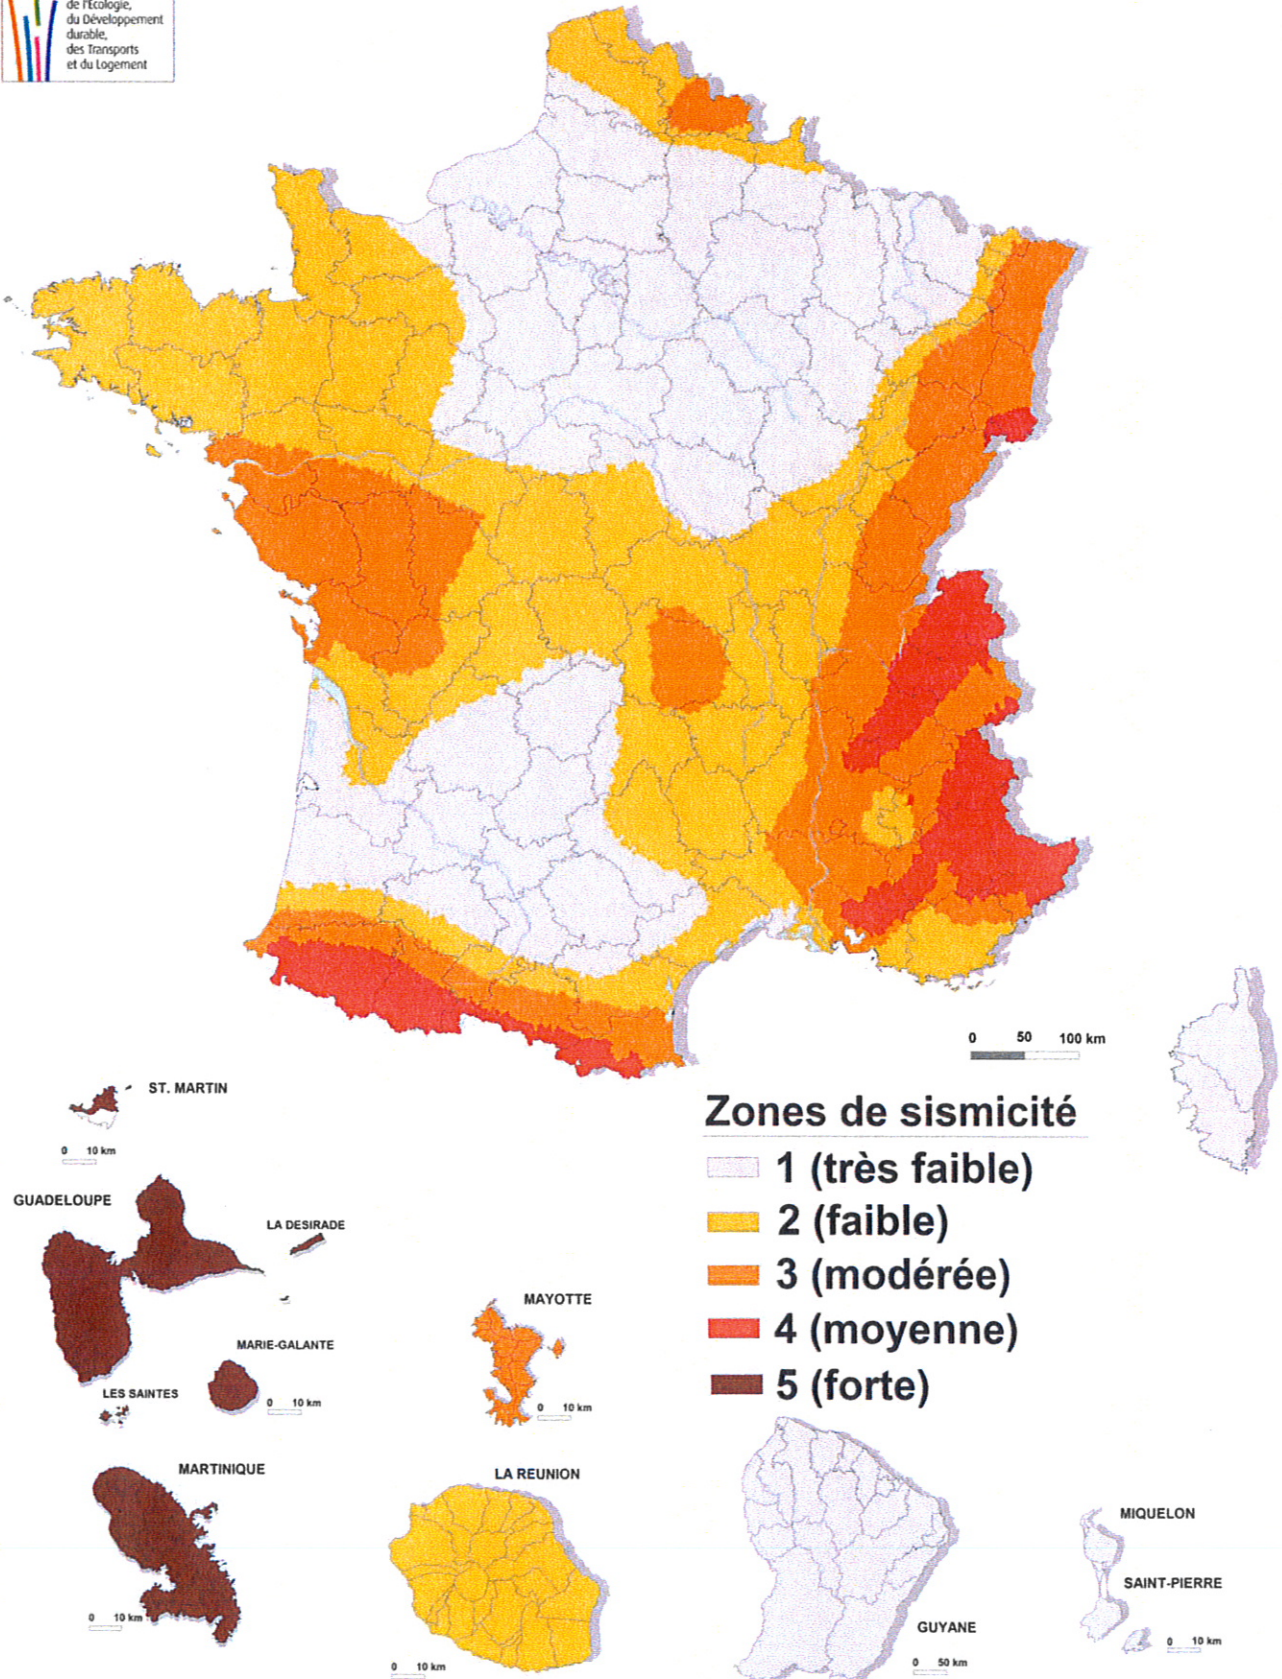 de l'Écologie,
du Développement
durable,
des Transports
et du Logement
0 50 100 km
ST. MARTIN
0 10 km
GUADELOUPE
LA DESIRADE
MARIE-GALANTE
0 10 km
LES SAINTES
MAYOTTE
0 10 km
Zones de sismicité
1 (très faible)
2 (faible)
3 (modérée)
4 (moyenne)
5 (forte)
MARTINIQUE
0 10 km
LA REUNION
0 10 km
GUYANE
0 50 km
MIQUELON
SAINT-PIERRE
0 10 km